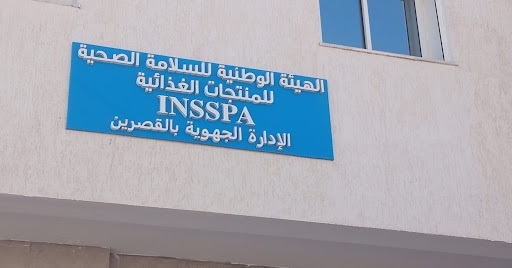 الهيئة الوطنية للسلامة الصحية
للمنتجات الغذائية
INSSPA
الإدارة الجهوية بالقصرين